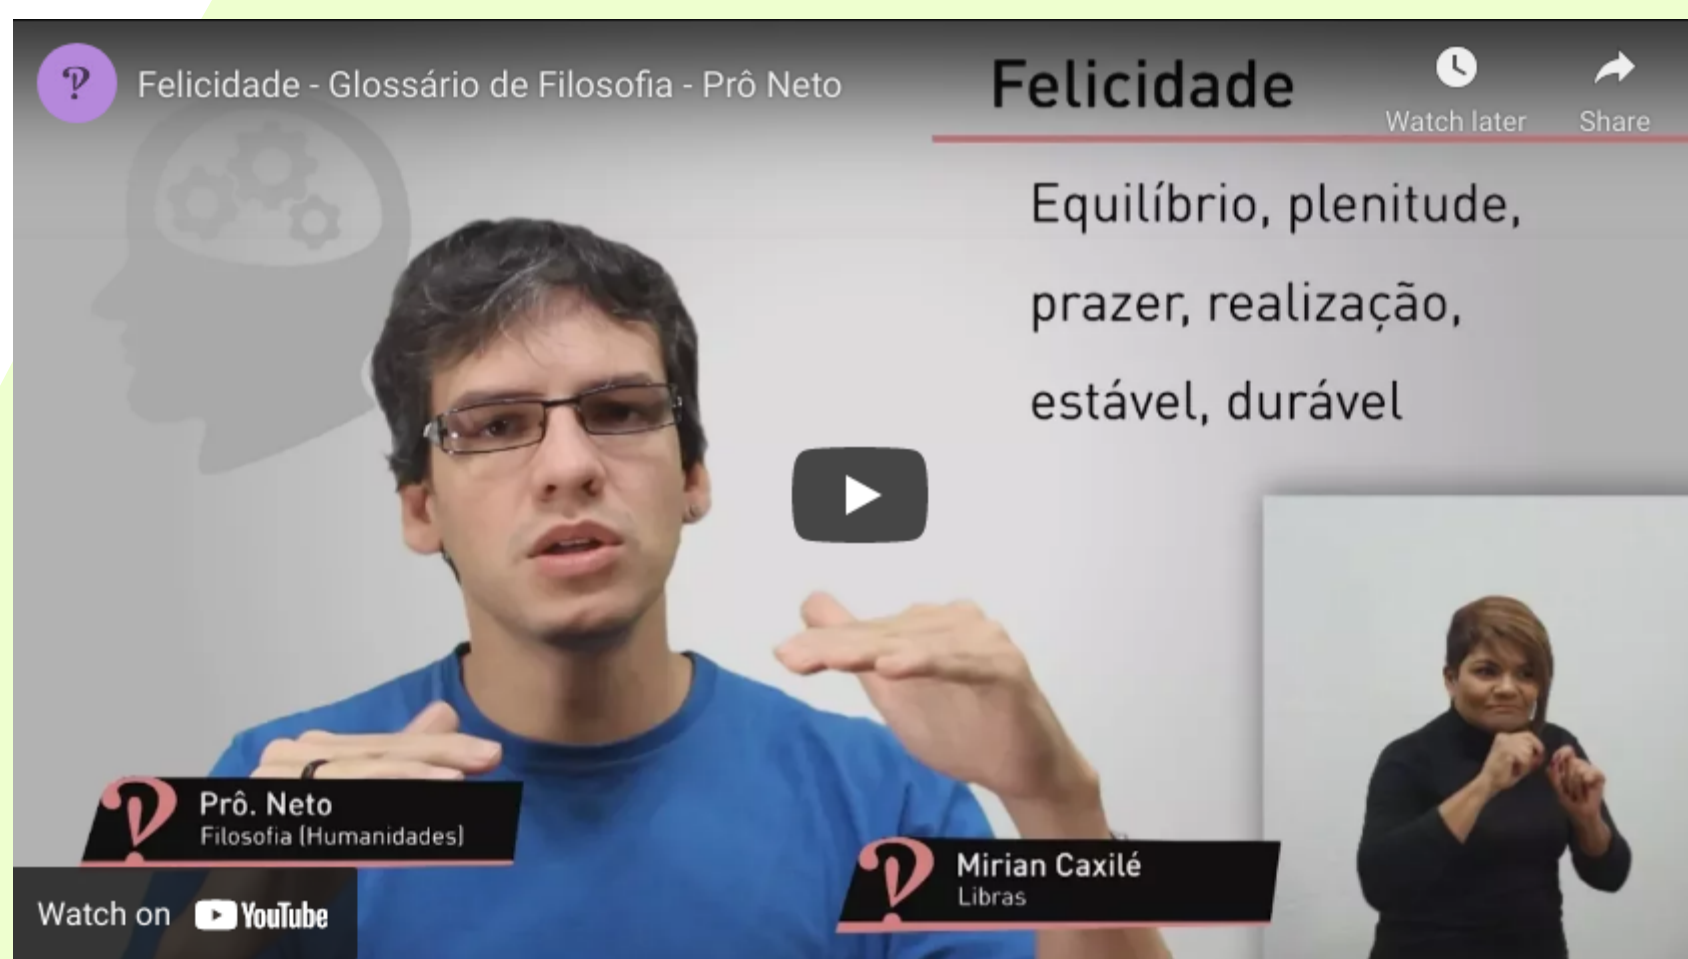 Felicidade - Glossário de Filosofia - Prô Neto
Felicidade
Watch later
Share
Equilíbrio, plenitude,
prazer, realização,
estável, durável
Prô. Neto
Filosofia (Humanidades)
Mirian Caxilé
Libras
Watch on YouTube